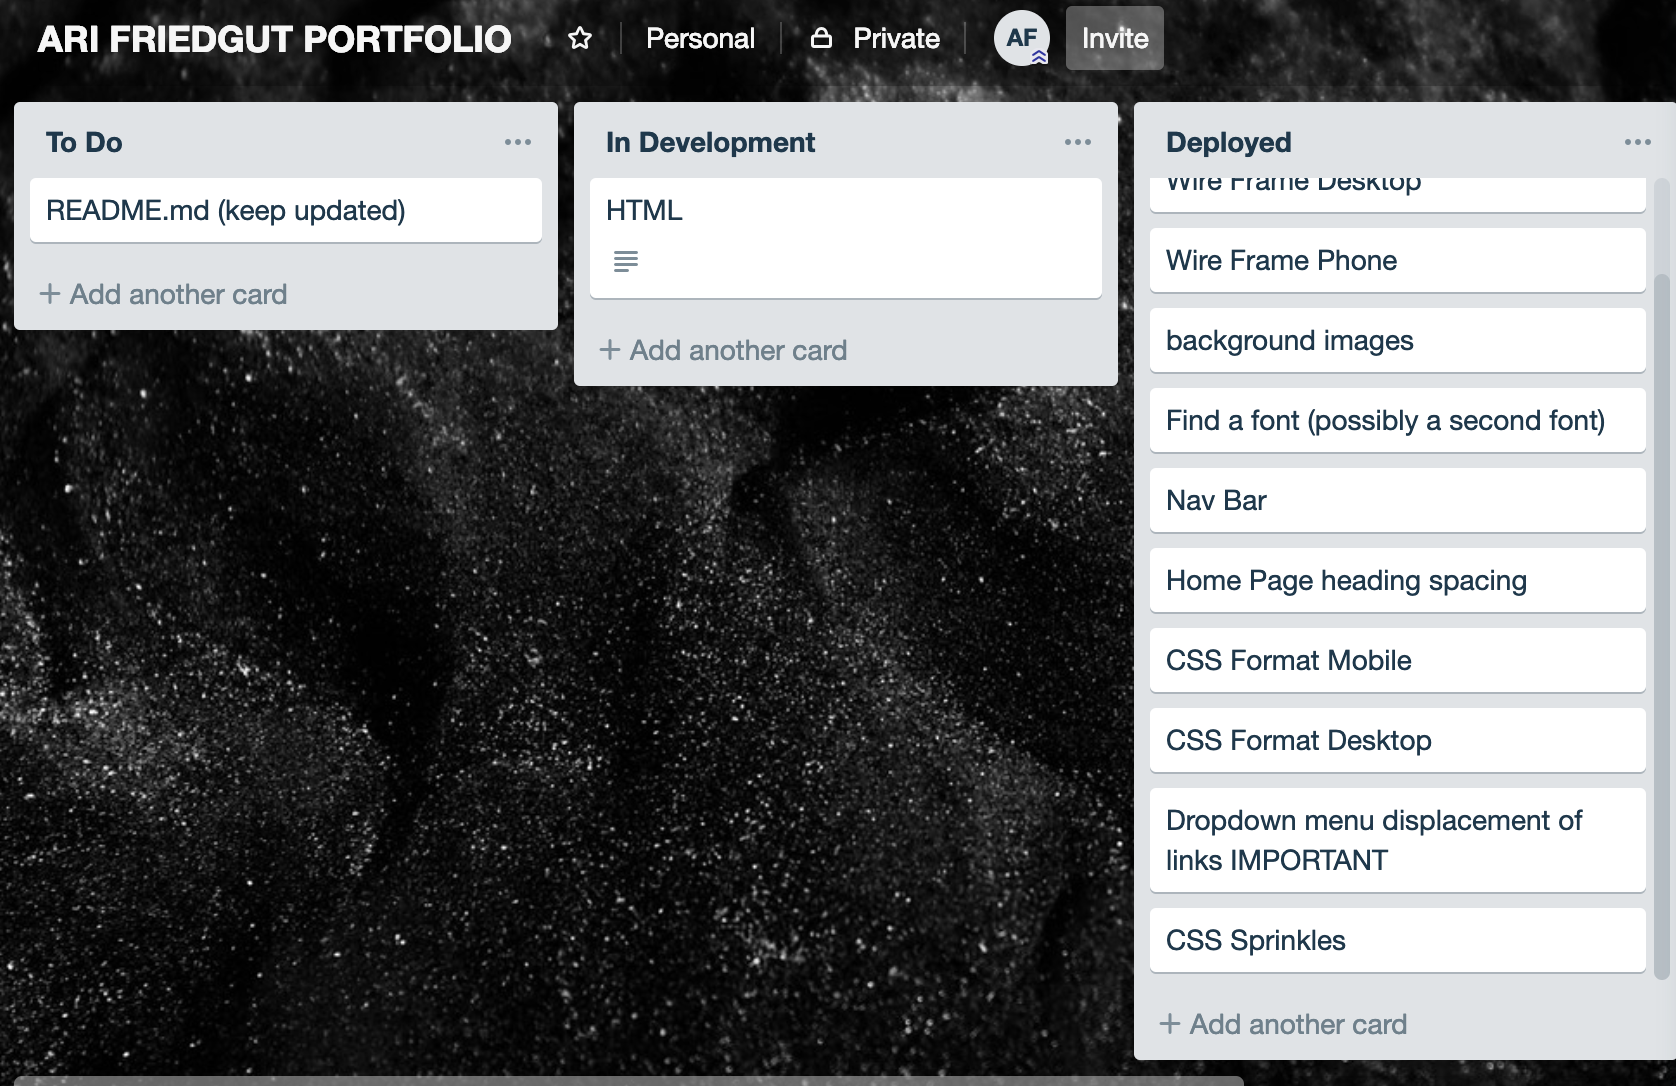 ARI FRIEDGUT PORTFOLIO
Personal
Private
AF
Invite
To Do
README.md (keep updated)
+ Add another card
In Development
HTML
+ Add another card
Deployed
Wire Frame Desktop
Wire Frame Phone
background images
Find a font (possibly a second font)
Nav Bar
Home Page heading spacing
CSS Format Mobile
CSS Format Desktop
Dropdown menu displacement of
links IMPORTANT
CSS Sprinkles
+ Add another card